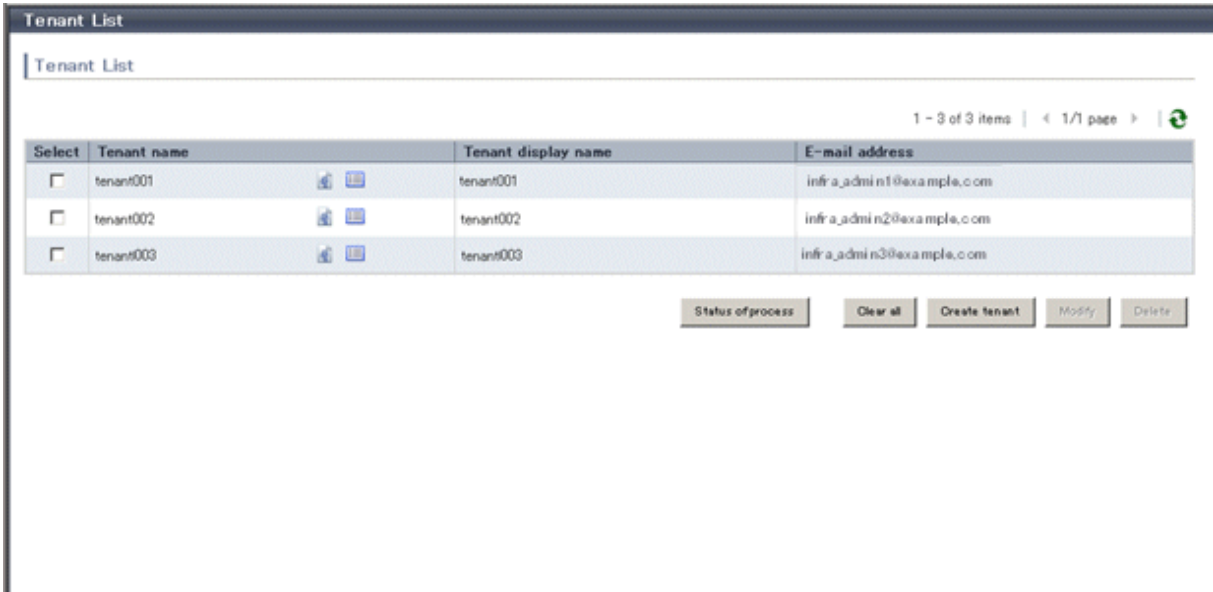 Tenant List
Tenant List
1 - 3 of 3 items 1/1 page
Select Tenant name Tenant display name E-mail address
tenant001 tenant001 infra_admin1@example.com
tenant002 tenant002 infra_admin2@example.com
tenant003 tenant003 infra_admin3@example.com
Status of process Clear all Create tenant Modify Delete